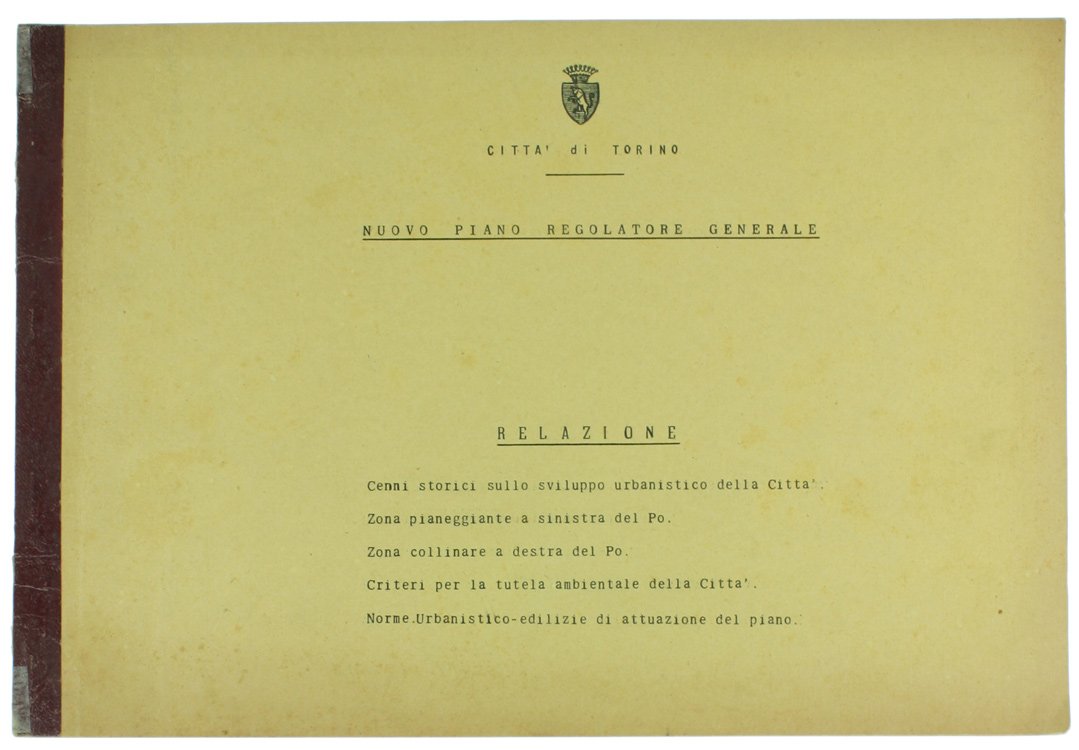 CITTA' di TORINO
NUOVO PIANO REGOLATORE GENERALE
RELAZIONE
Cenni storici sullo sviluppo urbanistico della Citta'.
Zona pianeggiante a sinistra del Po.
Zona collinare a destra del Po.
Criteri per la tutela ambientale della Citta'.
Norme.Urbanistico-edilizie di attuazione del piano.